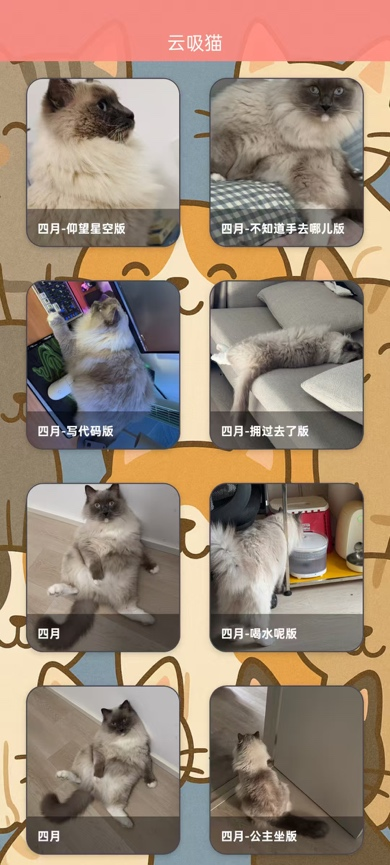 云吸猫
四月-仰望星空版
四月-不知道手去哪儿版
四月-写代码版
四月-拥过去了版
四月
四月-喝水呢版
四月
四月-公主坐版